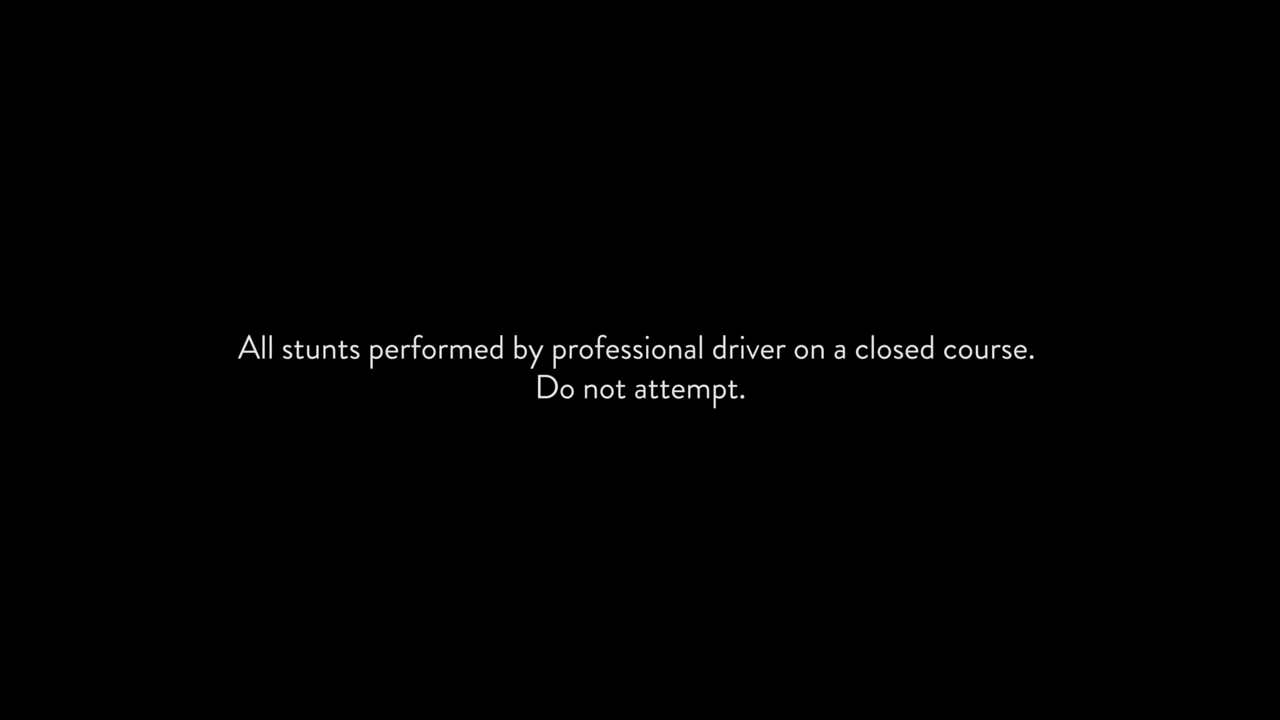 All stunts performed by professional driver on a closed course.
Do not attempt.